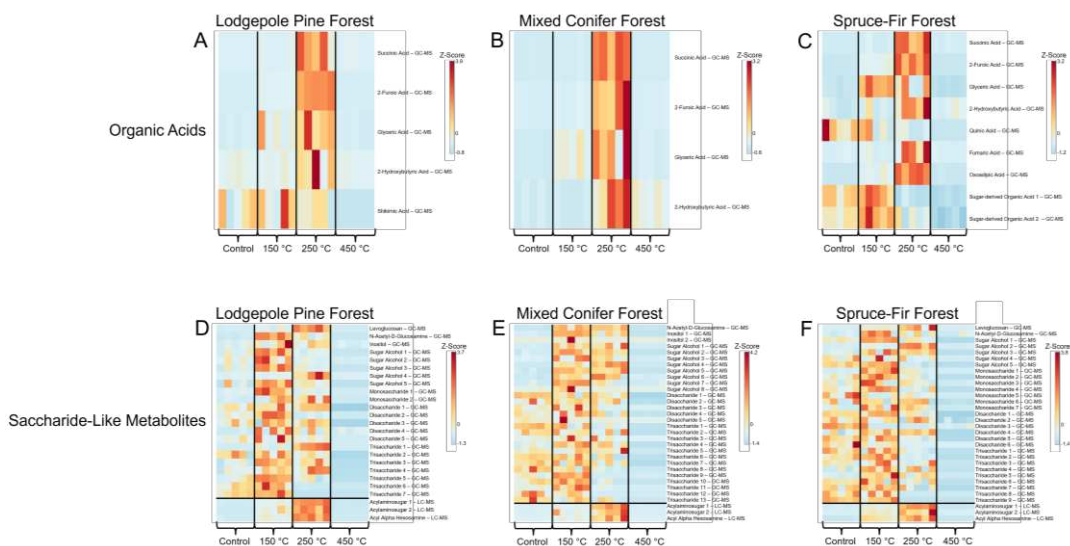 Lodgepole Pine Forest
Mixed Conifer Forest
Spruce-Fir Forest
A
B
C
Organic Acids
Succinic Acid – GC-MS
2-Furoic Acid – GC-MS
Glyceric Acid – GC-MS
2-Hydroxybutyric Acid – GC-MS
Shikimic Acid – GC-MS
Z-Score
3.9
0
-0.8
Succinic Acid – GC-MS
2-Furoic Acid – GC-MS
Glyceric Acid – GC-MS
2-Hydroxybutyric Acid – GC-MS
Z-Score
3.2
0
-0.8
Succinic Acid – GC-MS
2-Furoic Acid – GC-MS
Glyceric Acid – GC-MS
2-Hydroxybutyric Acid – GC-MS
Quinic Acid – GC-MS
Fumaric Acid – GC-MS
Oxoadipic Acid – GC-MS
Sugar-derived Organic Acid 1 – GC-MS
Sugar-derived Organic Acid 2 – GC-MS
Z-Score
3.2
0
-1.2
Control 150 °C 250 °C 450 °C
Control 150 °C 250 °C 450 °C
Control 150 °C 250 °C 450 °C
Lodgepole Pine Forest
Mixed Conifer Forest
Spruce-Fir Forest
D
E
F
Saccharide-Like Metabolites
Levoglucosan – GC-MS
N-Acetyl-D-Glucosamine – GC-MS
Inositol – GC-MS
Sugar Alcohol 1 – GC-MS
Sugar Alcohol 2 – GC-MS
Sugar Alcohol 3 – GC-MS
Sugar Alcohol 4 – GC-MS
Sugar Alcohol 5 – GC-MS
Monosaccharide 1 – GC-MS
Monosaccharide 2 – GC-MS
Disaccharide 1 – GC-MS
Disaccharide 2 – GC-MS
Disaccharide 3 – GC-MS
Disaccharide 4 – GC-MS
Disaccharide 5 – GC-MS
Trisaccharide 1 – GC-MS
Trisaccharide 2 – GC-MS
Trisaccharide 3 – GC-MS
Trisaccharide 4 – GC-MS
Trisaccharide 5 – GC-MS
Trisaccharide 6 – GC-MS
Trisaccharide 7 – GC-MS
Acylaminosugar 1 – LC-MS
Acylaminosugar 2 – LC-MS
Acyl Alpha Hexosamine – LC-MS
Z-Score
3.7
0
-1.3
N-Acetyl-D-Glucosamine – GC-MS
Inositol 1 – GC-MS
Inositol 2 – GC-MS
Sugar Alcohol 1 – GC-MS
Sugar Alcohol 2 – GC-MS
Sugar Alcohol 3 – GC-MS
Sugar Alcohol 4 – GC-MS
Sugar Alcohol 5 – GC-MS
Sugar Alcohol 6 – GC-MS
Sugar Alcohol 7 – GC-MS
Sugar Alcohol 8 – GC-MS
Disaccharide 1 – GC-MS
Disaccharide 2 – GC-MS
Disaccharide 3 – GC-MS
Disaccharide 4 – GC-MS
Disaccharide 5 – GC-MS
Trisaccharide 1 – GC-MS
Trisaccharide 2 – GC-MS
Trisaccharide 3 – GC-MS
Trisaccharide 4 – GC-MS
Trisaccharide 5 – GC-MS
Trisaccharide 6 – GC-MS
Trisaccharide 7 – GC-MS
Trisaccharide 8 – GC-MS
Trisaccharide 9 – GC-MS
Trisaccharide 10 – GC-MS
Trisaccharide 11 – GC-MS
Trisaccharide 12 – GC-MS
Trisaccharide 13 – GC-MS
Acylaminosugar 1 – LC-MS
Acylaminosugar 2 – LC-MS
Acyl Alpha Hexosamine – LC-MS
Z-Score
4.2
0
-1.4
Levoglucosan – GC-MS
N-Acetyl-D-Glucosamine – GC-MS
Sugar Alcohol 1 – GC-MS
Sugar Alcohol 2 – GC-MS
Sugar Alcohol 3 – GC-MS
Sugar Alcohol 5 – GC-MS
Monosaccharide 1 – GC-MS
Monosaccharide 2 – GC-MS
Monosaccharide 3 – GC-MS
Monosaccharide 4 – GC-MS
Monosaccharide 5 – GC-MS
Monosaccharide 6 – GC-MS
Monosaccharide 7 – GC-MS
Disaccharide 1 – GC-MS
Disaccharide 2 – GC-MS
Disaccharide 3 – GC-MS
Disaccharide 4 – GC-MS
Disaccharide 5 – GC-MS
Disaccharide 6 – GC-MS
Trisaccharide 1 – GC-MS
Trisaccharide 2 – GC-MS
Trisaccharide 3 – GC-MS
Trisaccharide 4 – GC-MS
Trisaccharide 5 – GC-MS
Trisaccharide 6 – GC-MS
Trisaccharide 7 – GC-MS
Trisaccharide 8 – GC-MS
Trisaccharide 9 – GC-MS
Acylaminosugar 1 – LC-MS
Acylaminosugar 2 – LC-MS
Acyl Alpha Hexosamine – LC-MS
Z-Score
3.8
0
-1.4
Control 150 °C 250 °C 450 °C
Control 150 °C 250 °C 450 °C
Control 150 °C 250 °C 450 °C